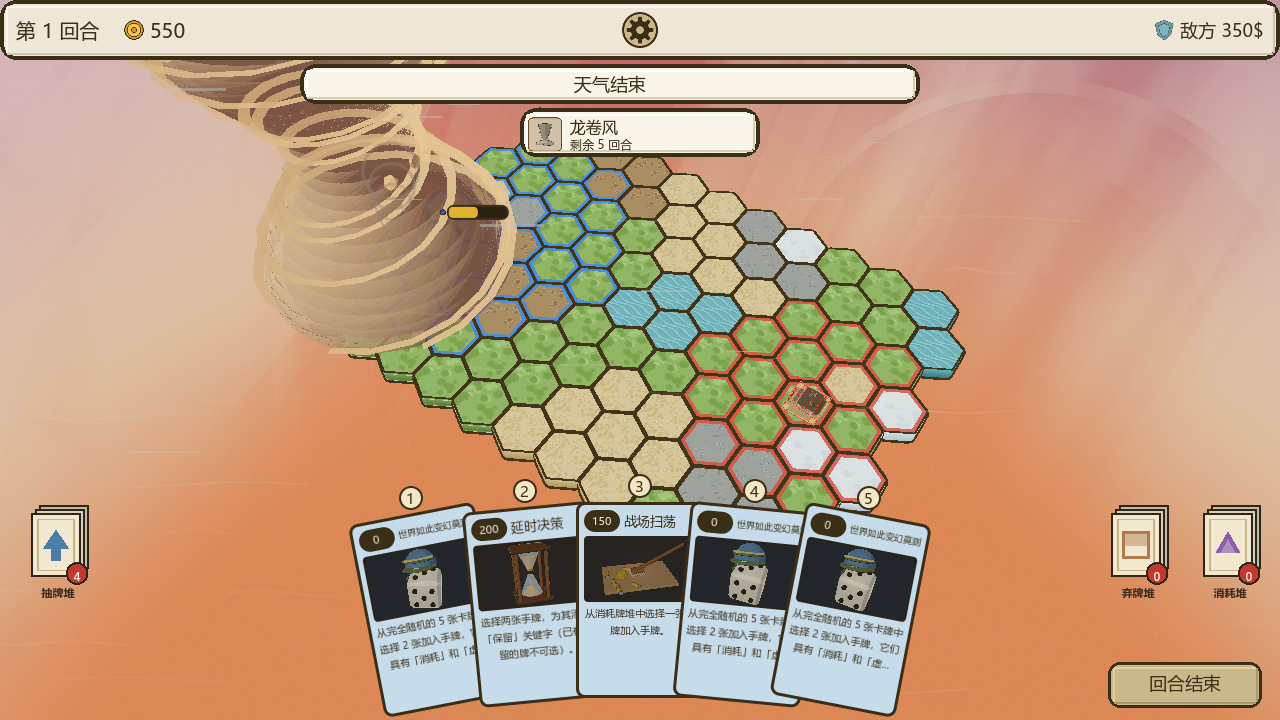 第 1 回合
550
敌方 350$
天气结束
龙卷风
剩余 5 回合
1
0
世界如此变幻莫
从完全随机的 5 张卡
选择 2 张加入手牌，
具有「消耗」和「虚
2
200
延时决策
选择两张手牌，为其
「保留」关键字（已
留的牌不可选）。
3
150
战场扫荡
从消耗牌堆中选择一张
牌加入手牌。
4
0
世界如此变幻莫
从完全随机的 5 张卡
选择 2 张加入手牌，
具有「消耗」和「虚
5
0
世界如此变幻莫测
从完全随机的 5 张卡牌中
选择 2 张加入手牌，它们
具有「消耗」和「虚...
4
抽牌堆
0
弃牌堆
0
消耗堆
回合结束